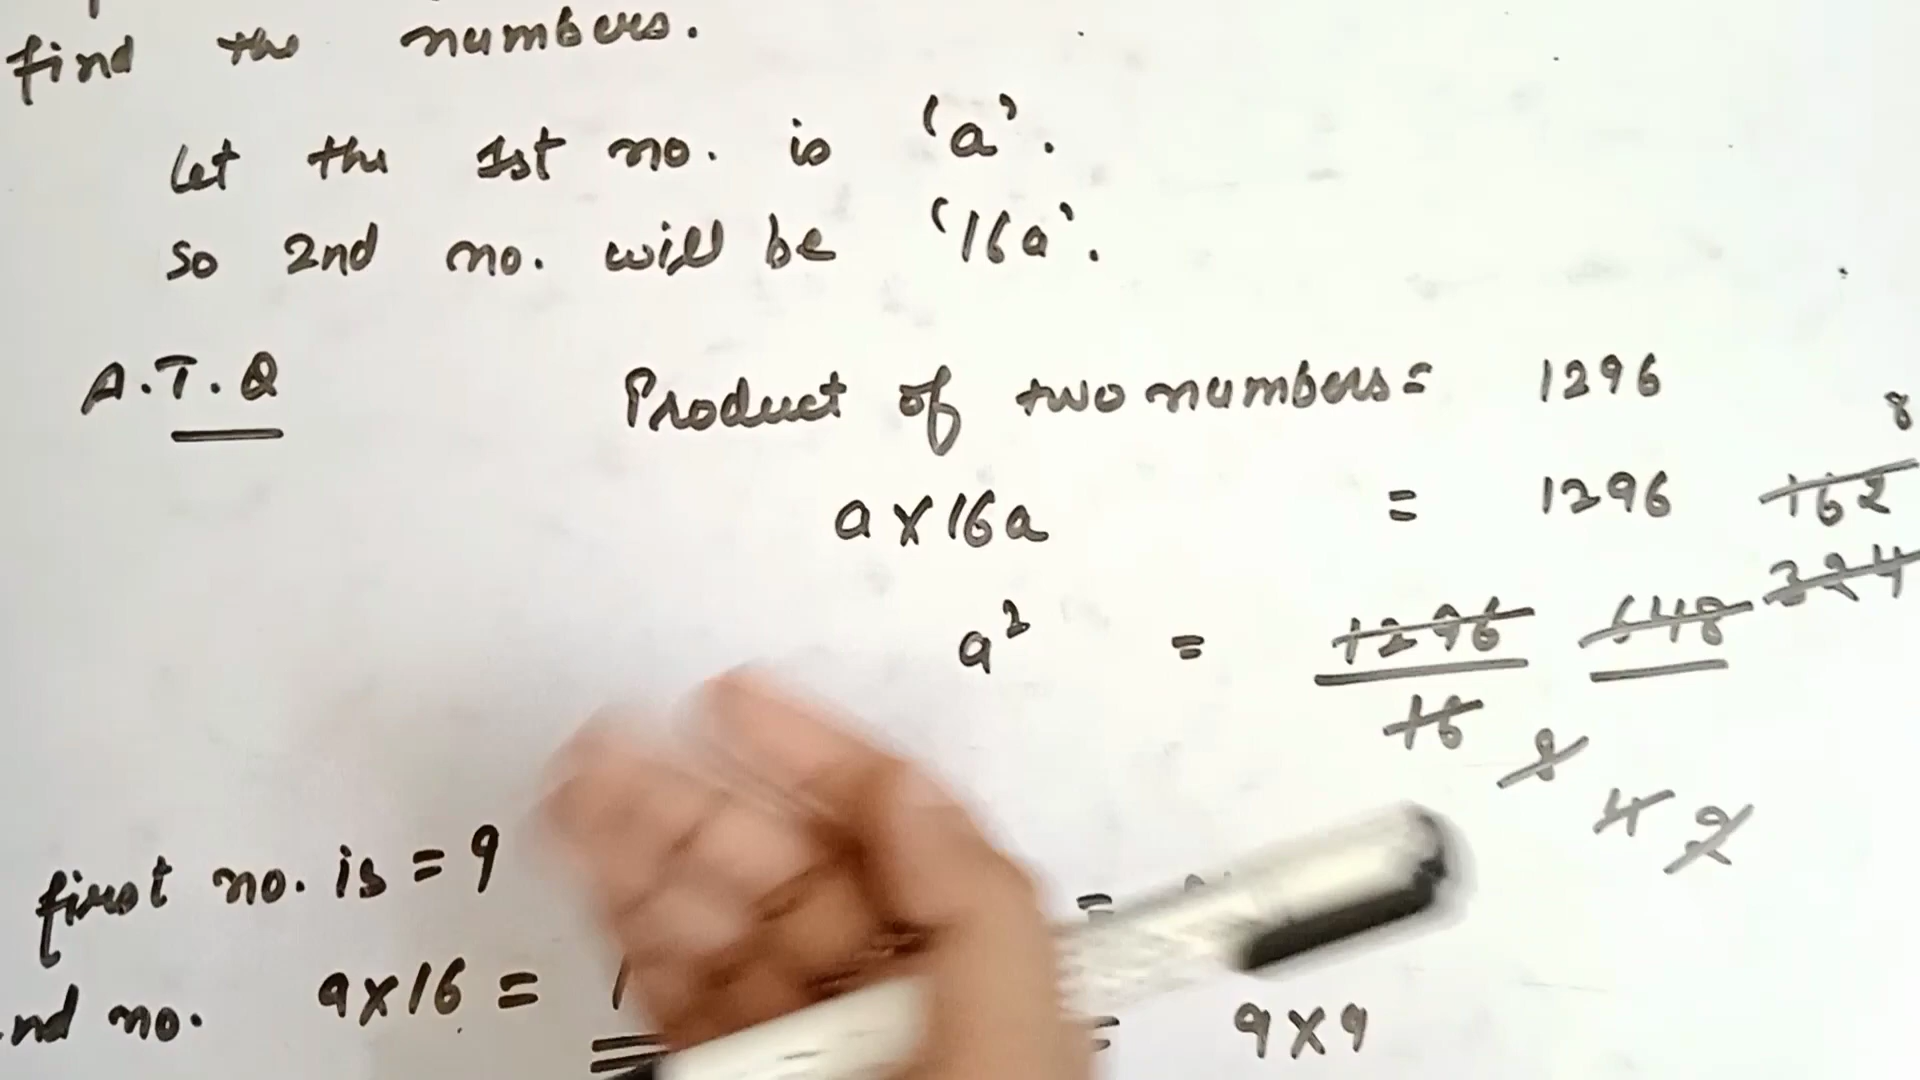 find the numbers.
Let the 1st no. is 'a'.
So 2nd no. will be '16a'.
A.T.Q Product of two numbers = 1296
8
a x 16a = 1296 162
324
a² = 1296 648
16 8
4 2
first no. is = 9 =
nd no. 9x16 = 1 = 9x9